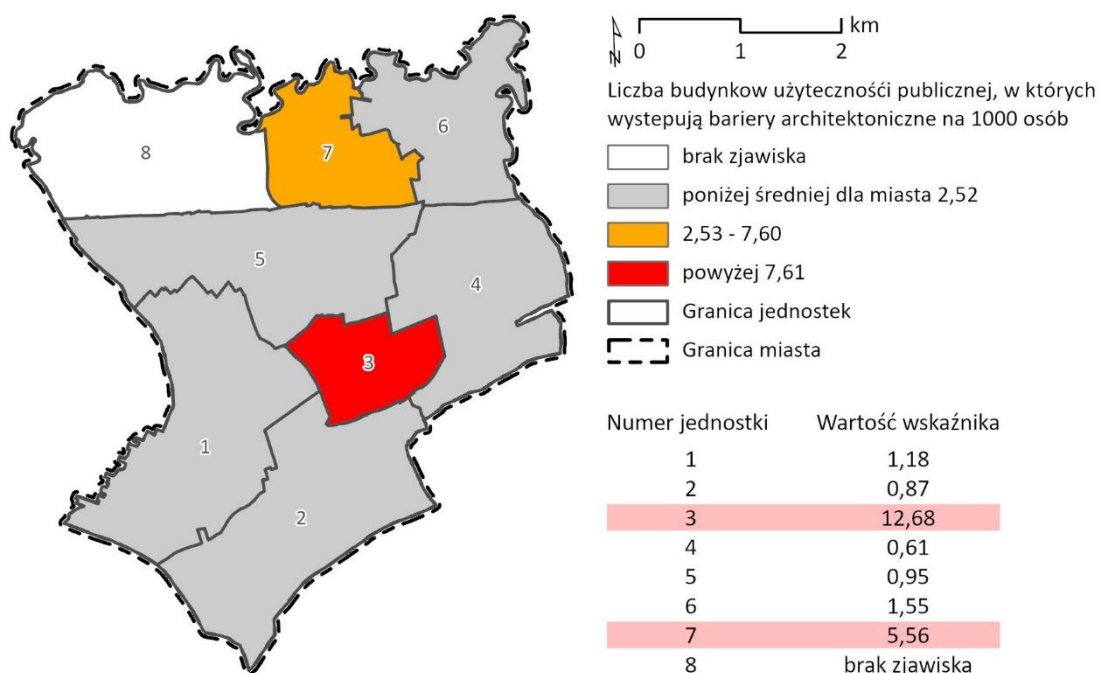 km
N 0 1 2
Liczba budynkow użytecznośći publicznej, w których
wystepują bariery architektoniczne na 1000 osób
brak zjawiska
poniżej średniej dla miasta 2,52
2,53 - 7,60
powyżej 7,61
Granica jednostek
Granica miasta
8
7
6
5
4
3
1
2
Numer jednostki Wartość wskaźnika
1 1,18
2 0,87
3 12,68
4 0,61
5 0,95
6 1,55
7 5,56
8 brak zjawiska